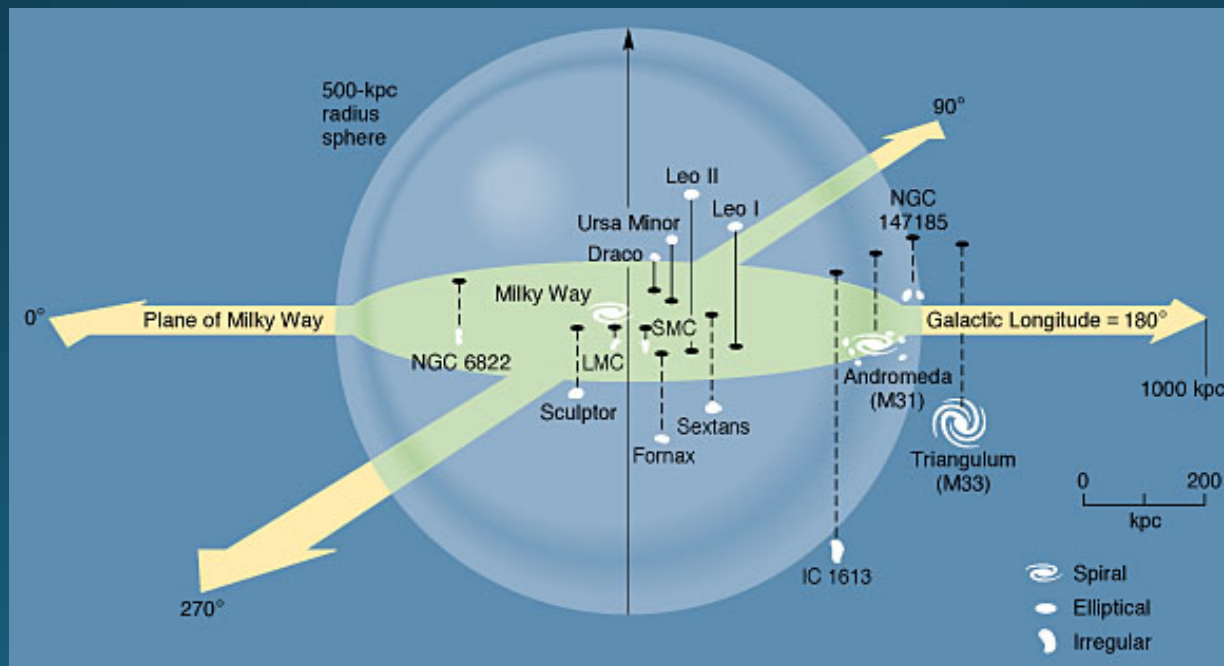 500-kpc
radius
sphere
90°
Leo II
NGC
147185
Ursa Minor
Leo I
Draco
Milky Way
0°
Plane of Milky Way
SMC
Galactic Longitude = 180°
NGC 6822
LMC
Andromeda
(M31)
1000 kpc
Sculptor
Sextans
Fornax
Triangulum
(M33)
0
200
kpc
IC 1613
270°
Spiral
Elliptical
Irregular